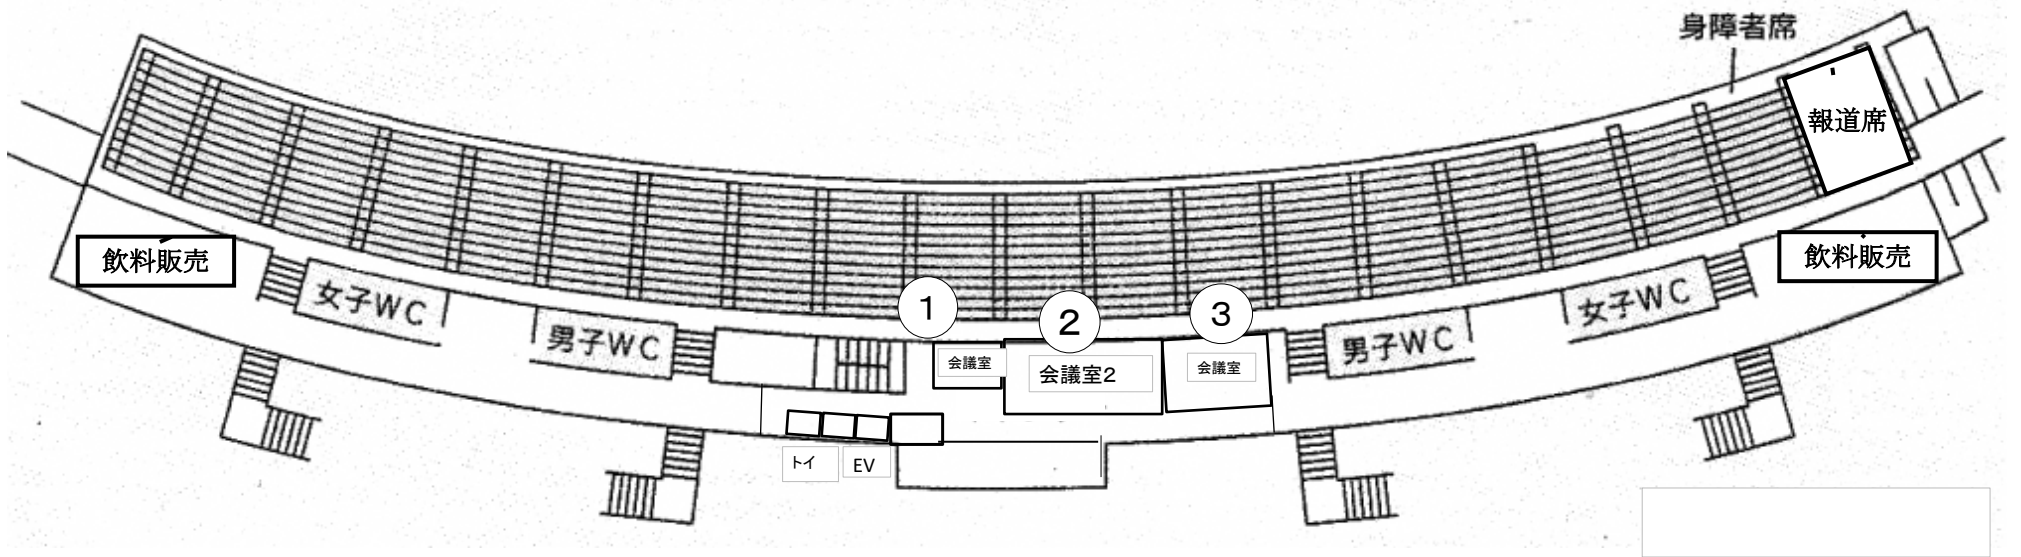 身障者席
報道席
飲料販売
飲料販売
女子WC
男子WC
①
②
③
会議室
会議室2
会議室
男子WC
女子WC
トイ
EV